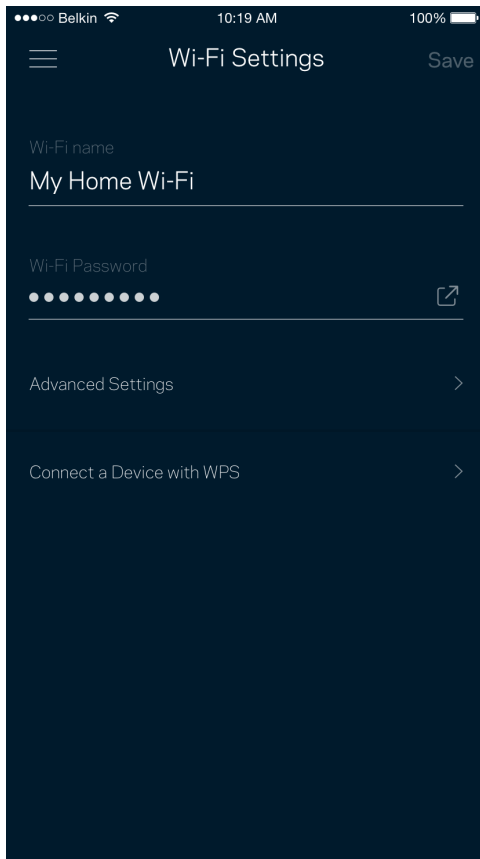 Belkin 10:19 AM 100%
Wi-Fi Settings Save
Wi-Fi name
My Home Wi-Fi
Wi-Fi Password
●●●●●●●●●
Advanced Settings
Connect a Device with WPS